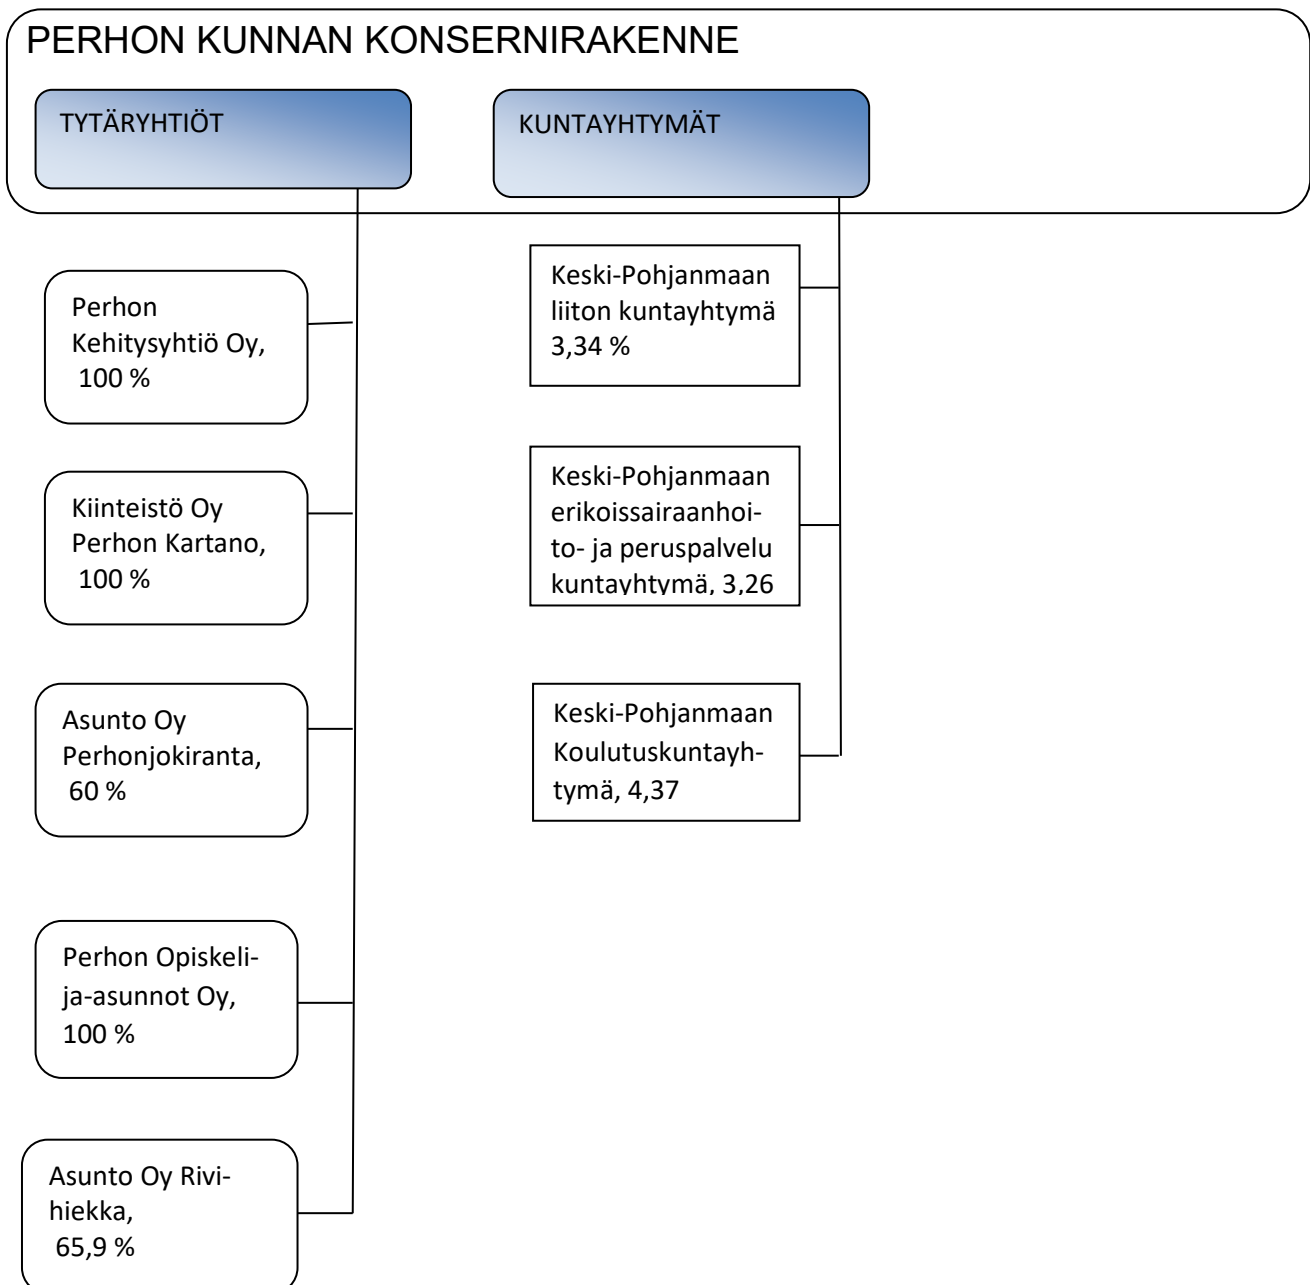 PERHON KUNNAN KONSERNIRAKENNE
TYTÄRYHTIÖT
Perhon
Kehitysyhtiö Oy,
100 %
Kiinteistö Oy
Perhon Kartano,
100 %
Asunto Oy
Perhonjokiranta,
60 %
Perhon Opiskeli-
ja-asunnot Oy,
100 %
Asunto Oy Rivi-
hiekka,
65,9 %
KUNTAYHTYMÄT
Keski-Pohjanmaan
liiton kuntayhtymä
3,34 %
Keski-Pohjanmaan
erikoissairaanhoi-
to- ja peruspalvelu
kuntayhtymä, 3,26
Keski-Pohjanmaan
Koulutuskuntayh-
tymä, 4,37